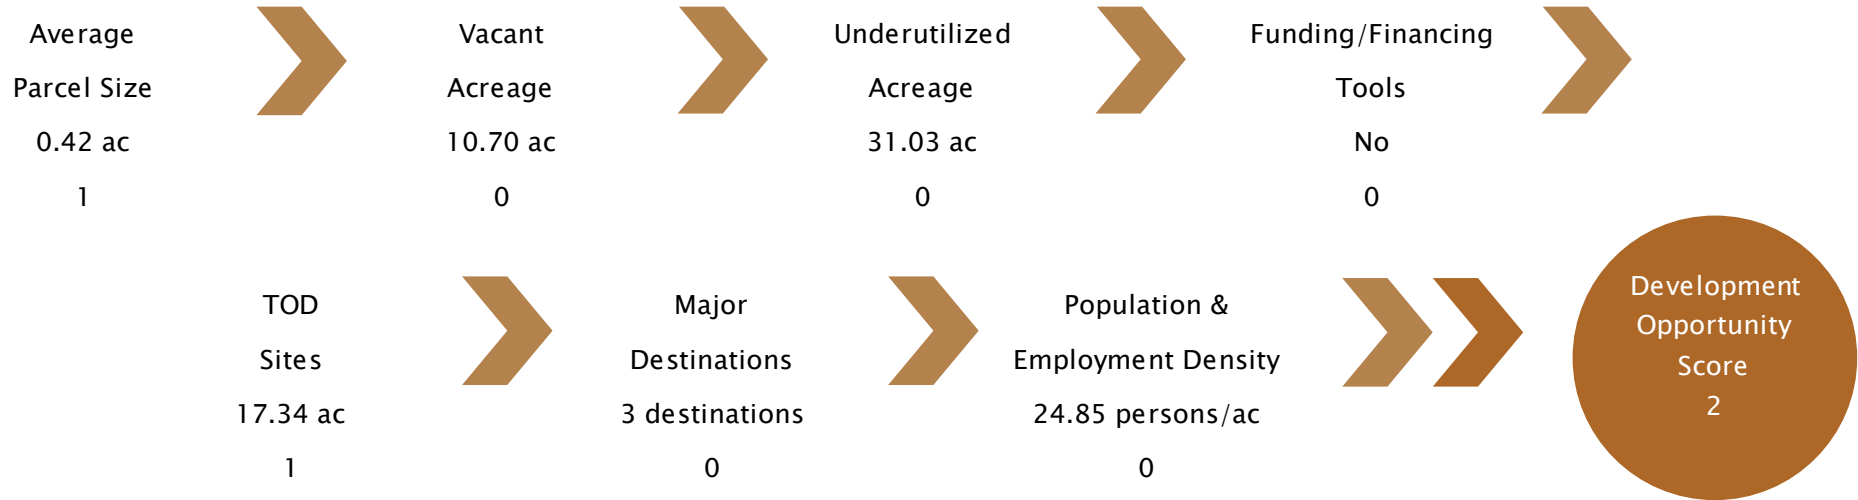 Average
Parcel Size
0.42 ac
1
Vacant
Acreage
10.70 ac
0
Underutilized
Acreage
31.03 ac
0
Funding/Financing
Tools
No
0
TOD
Sites
17.34 ac
1
Major
Destinations
3 destinations
0
Population &
Employment Density
24.85 persons/ac
0
Development
Opportunity
Score
2